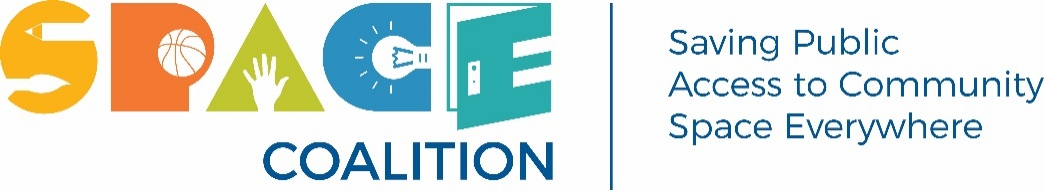 SPACE
COALITION
Saving Public
Access to Community
Space Everywhere